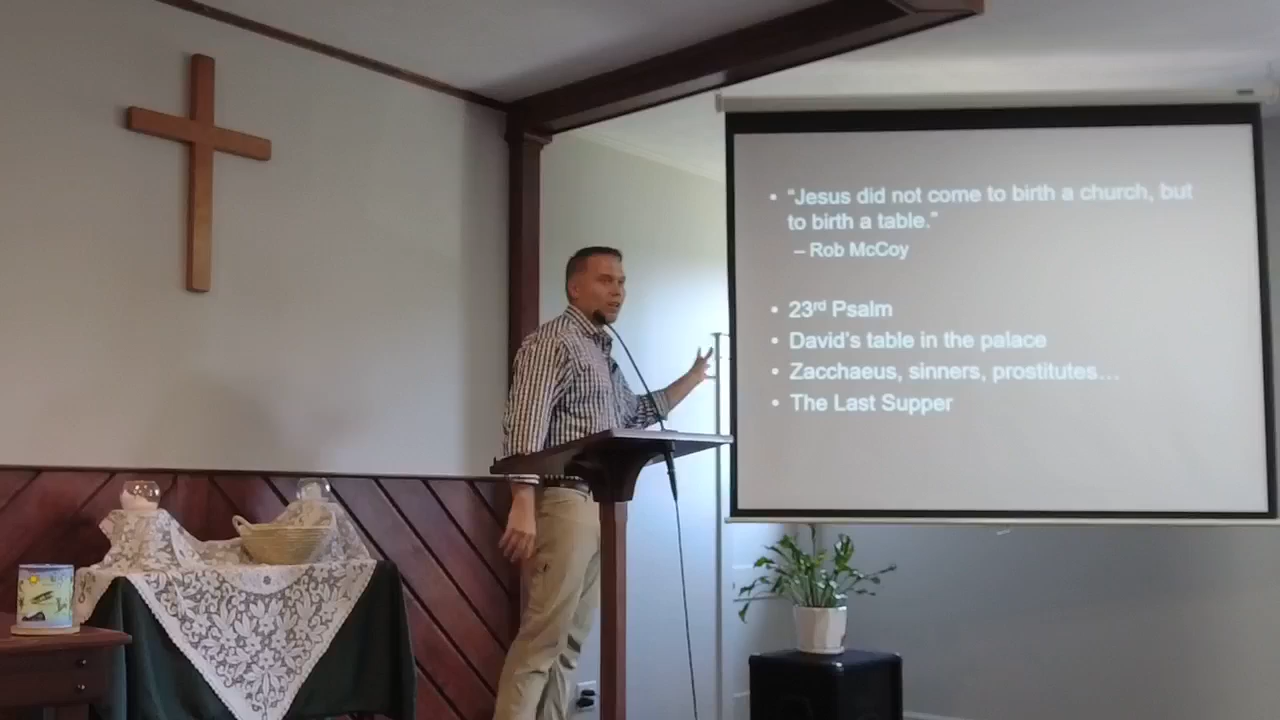 • “Jesus did not come to birth a church, but
to birth a table.”
– Rob McCoy
• 23rd Psalm
• David’s table in the palace
• Zacchaeus, sinners, prostitutes…
• The Last Supper